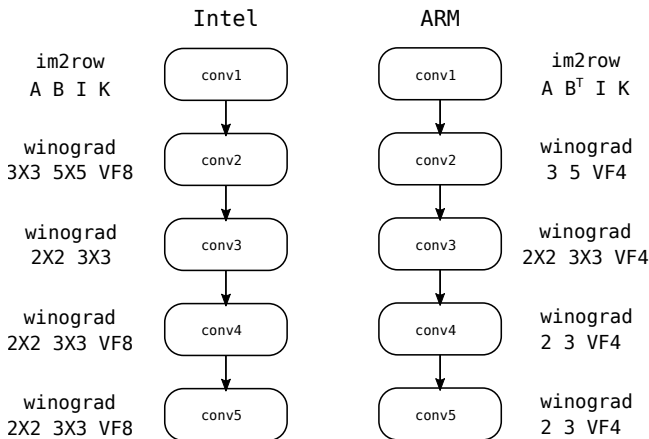 Intel ARM
im2row conv1 conv1 im2row
A B I K A Bᵀ I K
winograd conv2 conv2 winograd
3X3 5X5 VF8 3 5 VF4
winograd conv3 conv3 winograd
2X2 3X3 2X2 3X3 VF4
winograd conv4 conv4 winograd
2X2 3X3 VF8 2 3 VF4
winograd conv5 conv5 winograd
2X2 3X3 VF8 2 3 VF4